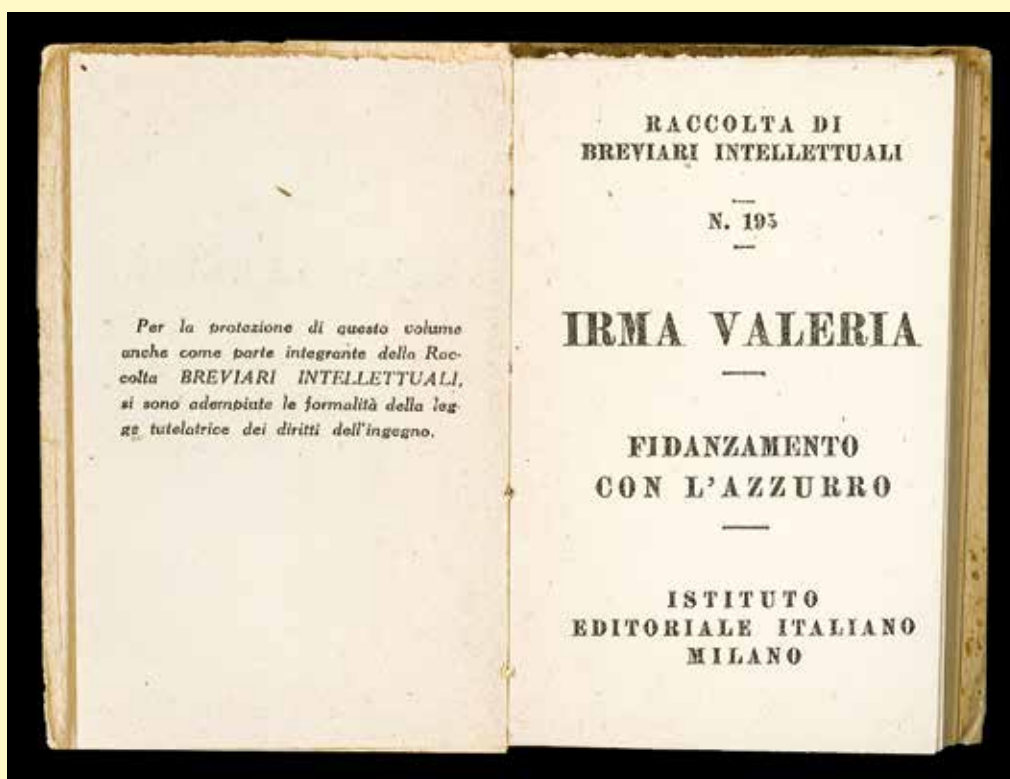 Per la protezione di questo volume
anche come parte integrante della Rac-
colta BREVIARI INTELLETTUALI,
si sono adempiute le formalità della leg-
ge tutelatrice dei diritti dell'ingegno.
RACCOLTA DI
BREVIARI INTELLETTUALI
N. 195
IRMA VALERIA
FIDANZAMENTO
CON L'AZZURRO
ISTITUTO
EDITORIALE ITALIANO
MILANO